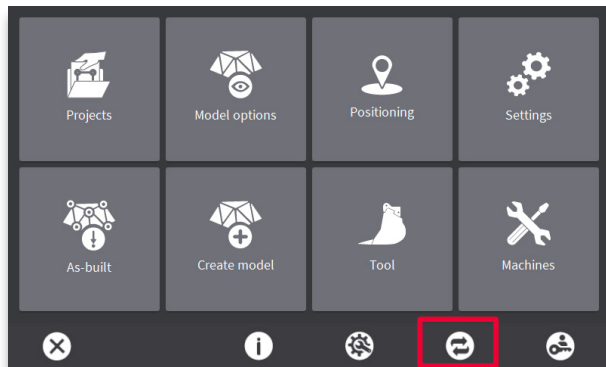 Projects
Model options
Positioning
Settings
As-built
Create model
Tool
Machines